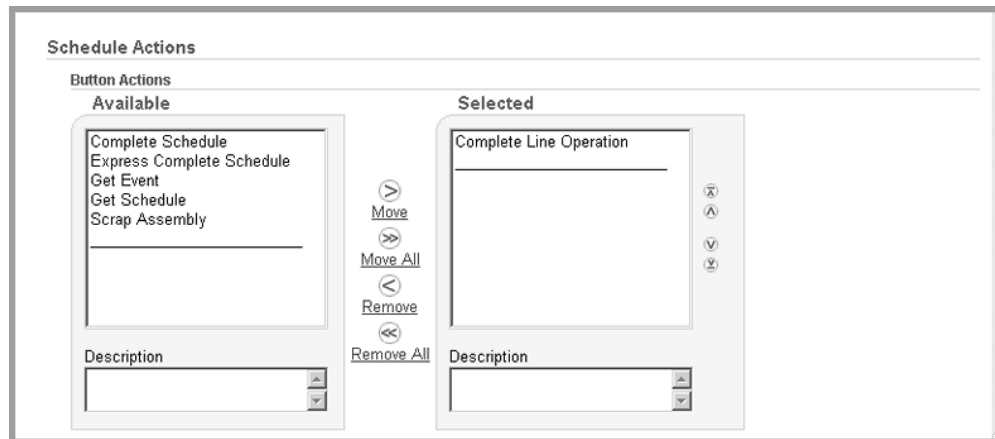 Schedule Actions
Button Actions
Available
Complete Schedule
Express Complete Schedule
Get Event
Get Schedule
Scrap Assembly
Description
Move
Move All
Remove
Remove All
Selected
Complete Line Operation
Description